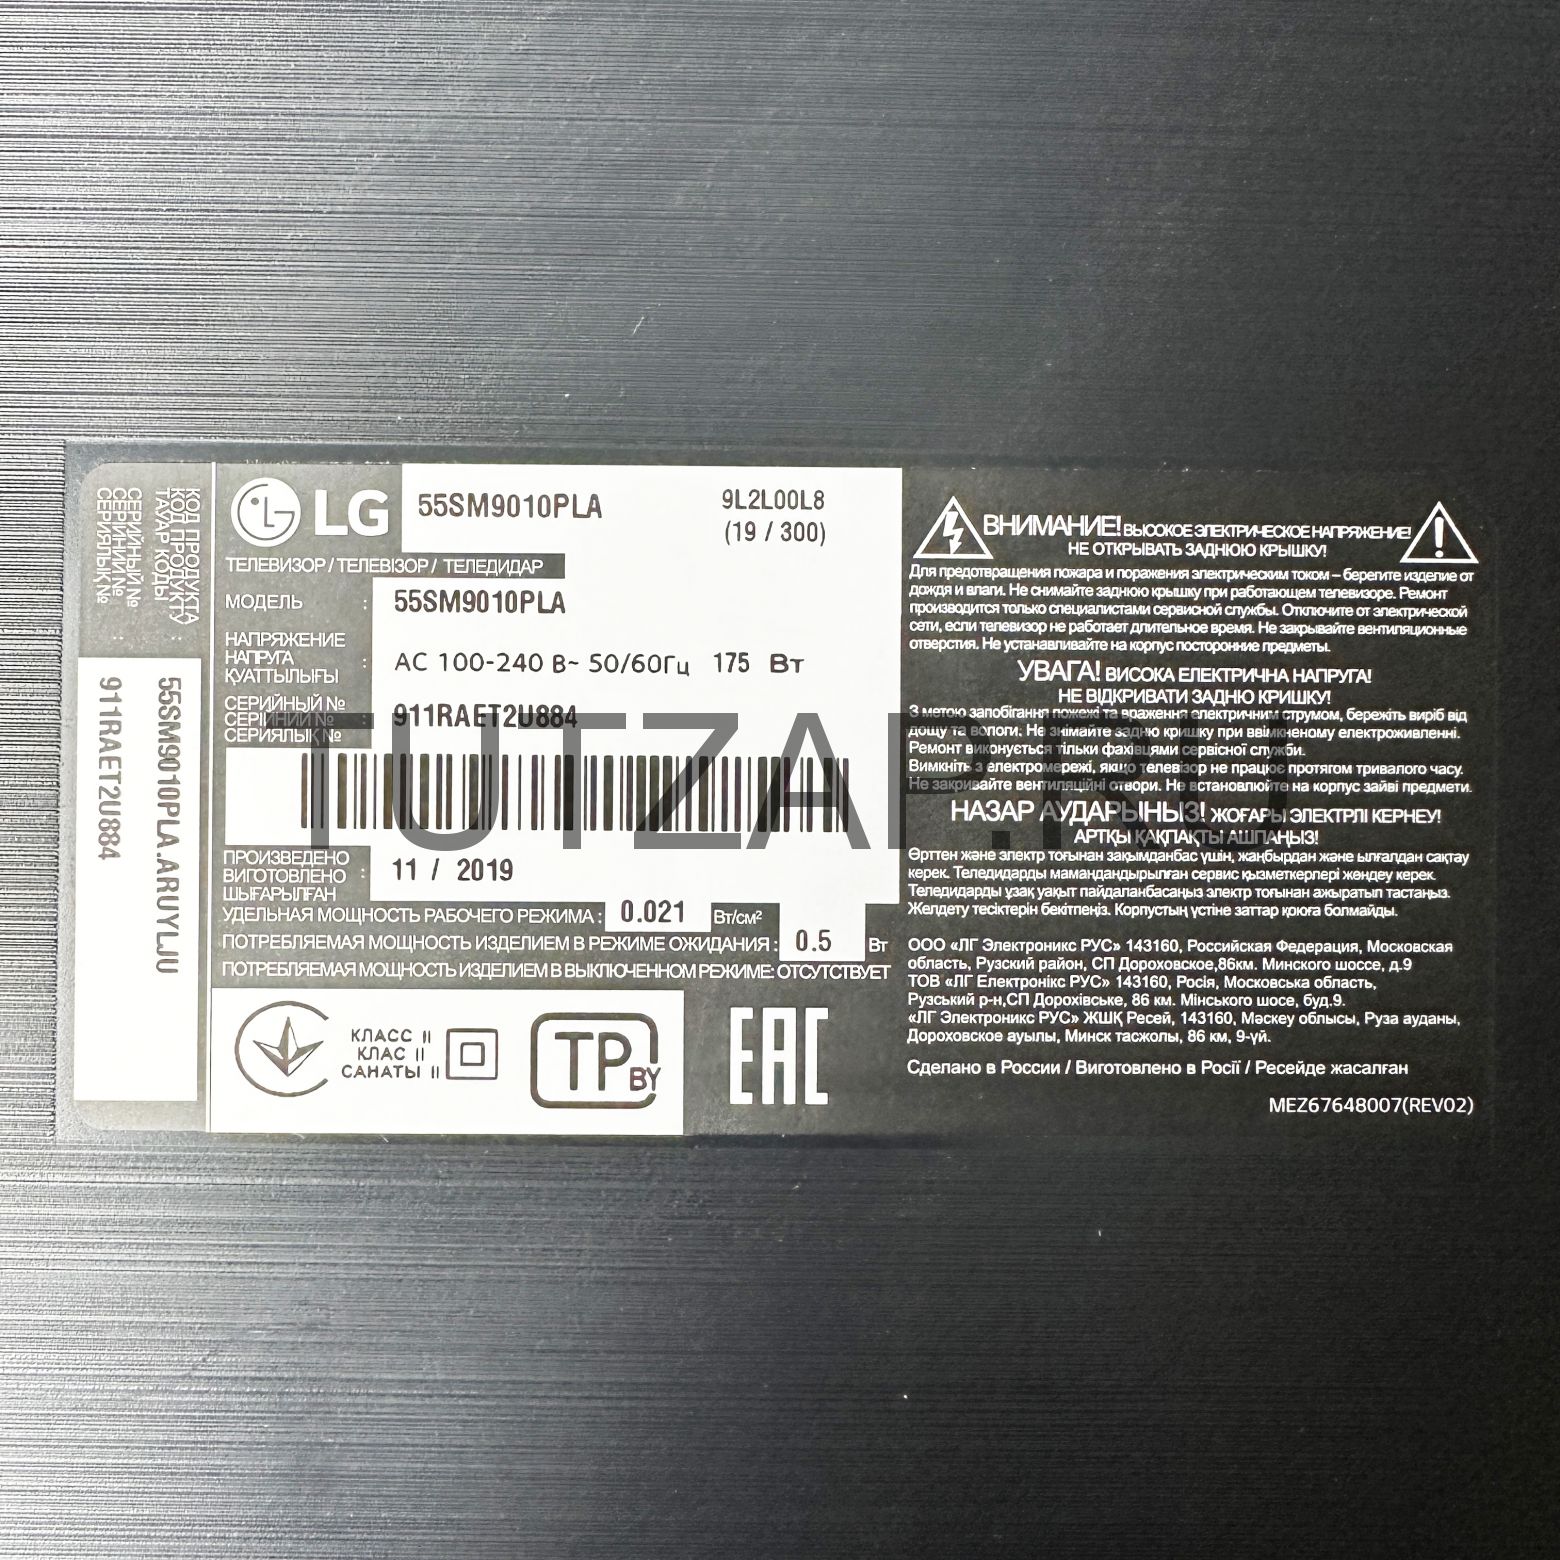 LG
55SM9010PLA
9L2L00L8
(19 / 300)
ТЕЛЕВИЗОР / ТЕЛЕВІЗОР / ТЕЛЕДИДАР
МОДЕЛЬ : 55SM9010PLA
НАПРЯЖЕНИЕ
НАПРУГА
ҚУАТТЫЛЫҒЫ
: AC 100-240 В~ 50/60Гц 175 Вт
СЕРИЙНЫЙ №
СЕРІЙНИЙ №
СЕРИЯЛЫҚ №
: 911RAET2U884
ПРОИЗВЕДЕНО
ВИГОТОВЛЕНО
ШЫҒАРЫЛҒАН
: 11 / 2019
УДЕЛЬНАЯ МОЩНОСТЬ РАБОЧЕГО РЕЖИМА : 0.021 Вт/см²
ПОТРЕБЛЯЕМАЯ МОЩНОСТЬ ИЗДЕЛИЕМ В РЕЖИМЕ ОЖИДАНИЯ : 0.5 Вт
ПОТРЕБЛЯЕМАЯ МОЩНОСТЬ ИЗДЕЛИЕМ В ВЫКЛЮЧЕННОМ РЕЖИМЕ: ОТСУТСТВУЕТ
КЛАСС II
КЛАС II
САНАТЫ II
TP BY
EAC
КОД ПРОДУКТА
КОД ПРОДУКТУ
ТАУАР КОДЫ
:
55SM9010PLA.ARUYLJU
СЕРИЙНЫЙ №
СЕРІЙНИЙ №
СЕРИЯЛЫҚ №
:
911RAET2U884
ВНИМАНИЕ! ВЫСОКОЕ ЭЛЕКТРИЧЕСКОЕ НАПРЯЖЕНИЕ!
НЕ ОТКРЫВАТЬ ЗАДНЮЮ КРЫШКУ!
Для предотвращения пожара и поражения электрическим током – берегите изделие от
дождя и влаги. Не снимайте заднюю крышку при работающем телевизоре. Ремонт
производится только специалистами сервисной службы. Отключите от электрической
сети, если телевизор не работает длительное время. Не закрывайте вентиляционные
отверстия. Не устанавливайте на корпус посторонние предметы.
УВАГА! ВИСОКА ЕЛЕКТРИЧНА НАПРУГА!
НЕ ВІДКРИВАТИ ЗАДНЮ КРИШКУ!
З метою запобігання пожежі та враження електричним струмом, бережіть виріб від
дощу та вологи. Не знімайте задню кришку при ввімкненому електроживленні.
Ремонт виконується тільки фахівцями сервісної служби.
Вимкніть з електромережі, якщо телевізор не працює протягом тривалого часу.
Не закривайте вентиляційні отвори. Не встановлюйте на корпус зайві предмети.
НАЗАР АУДАРЫҢЫЗ! ЖОҒАРЫ ЭЛЕКТРЛІ КЕРНЕУ!
АРТҚЫ ҚАҚПАҚТЫ АШПАҢЫЗ!
Өрттен және электр тоғынан зақымданбас үшін, жаңбырдан және ылғалдан сақтау
керек. Теледидарды мамандандырылған сервис қызметкерлері жөндеу керек.
Теледидарды ұзақ уақыт пайдаланбасаңыз электр тоғынан ажыратып тастаңыз.
Желдету тесіктерін бекітпеңіз. Корпустың үстіне заттар қоюға болмайды.
ООО «ЛГ Электроникс РУС» 143160, Российская Федерация, Московская
область, Рузский район, СП Дороховское,86км. Минского шоссе, д.9
ТОВ «ЛГ Електронікс РУС» 143160, Росія, Московська область,
Рузський р-н,СП Дорохівське, 86 км. Мінського шосе, буд.9.
«ЛГ Электроникс РУС» ЖШҚ Ресей, 143160, Мәскеу облысы, Руза ауданы,
Дороховское ауылы, Минск тасжолы, 86 км, 9-үй.
Сделано в России / Виготовлено в Росії / Ресейде жасалған
MEZ67648007(REV02)
TUTZAP.RU